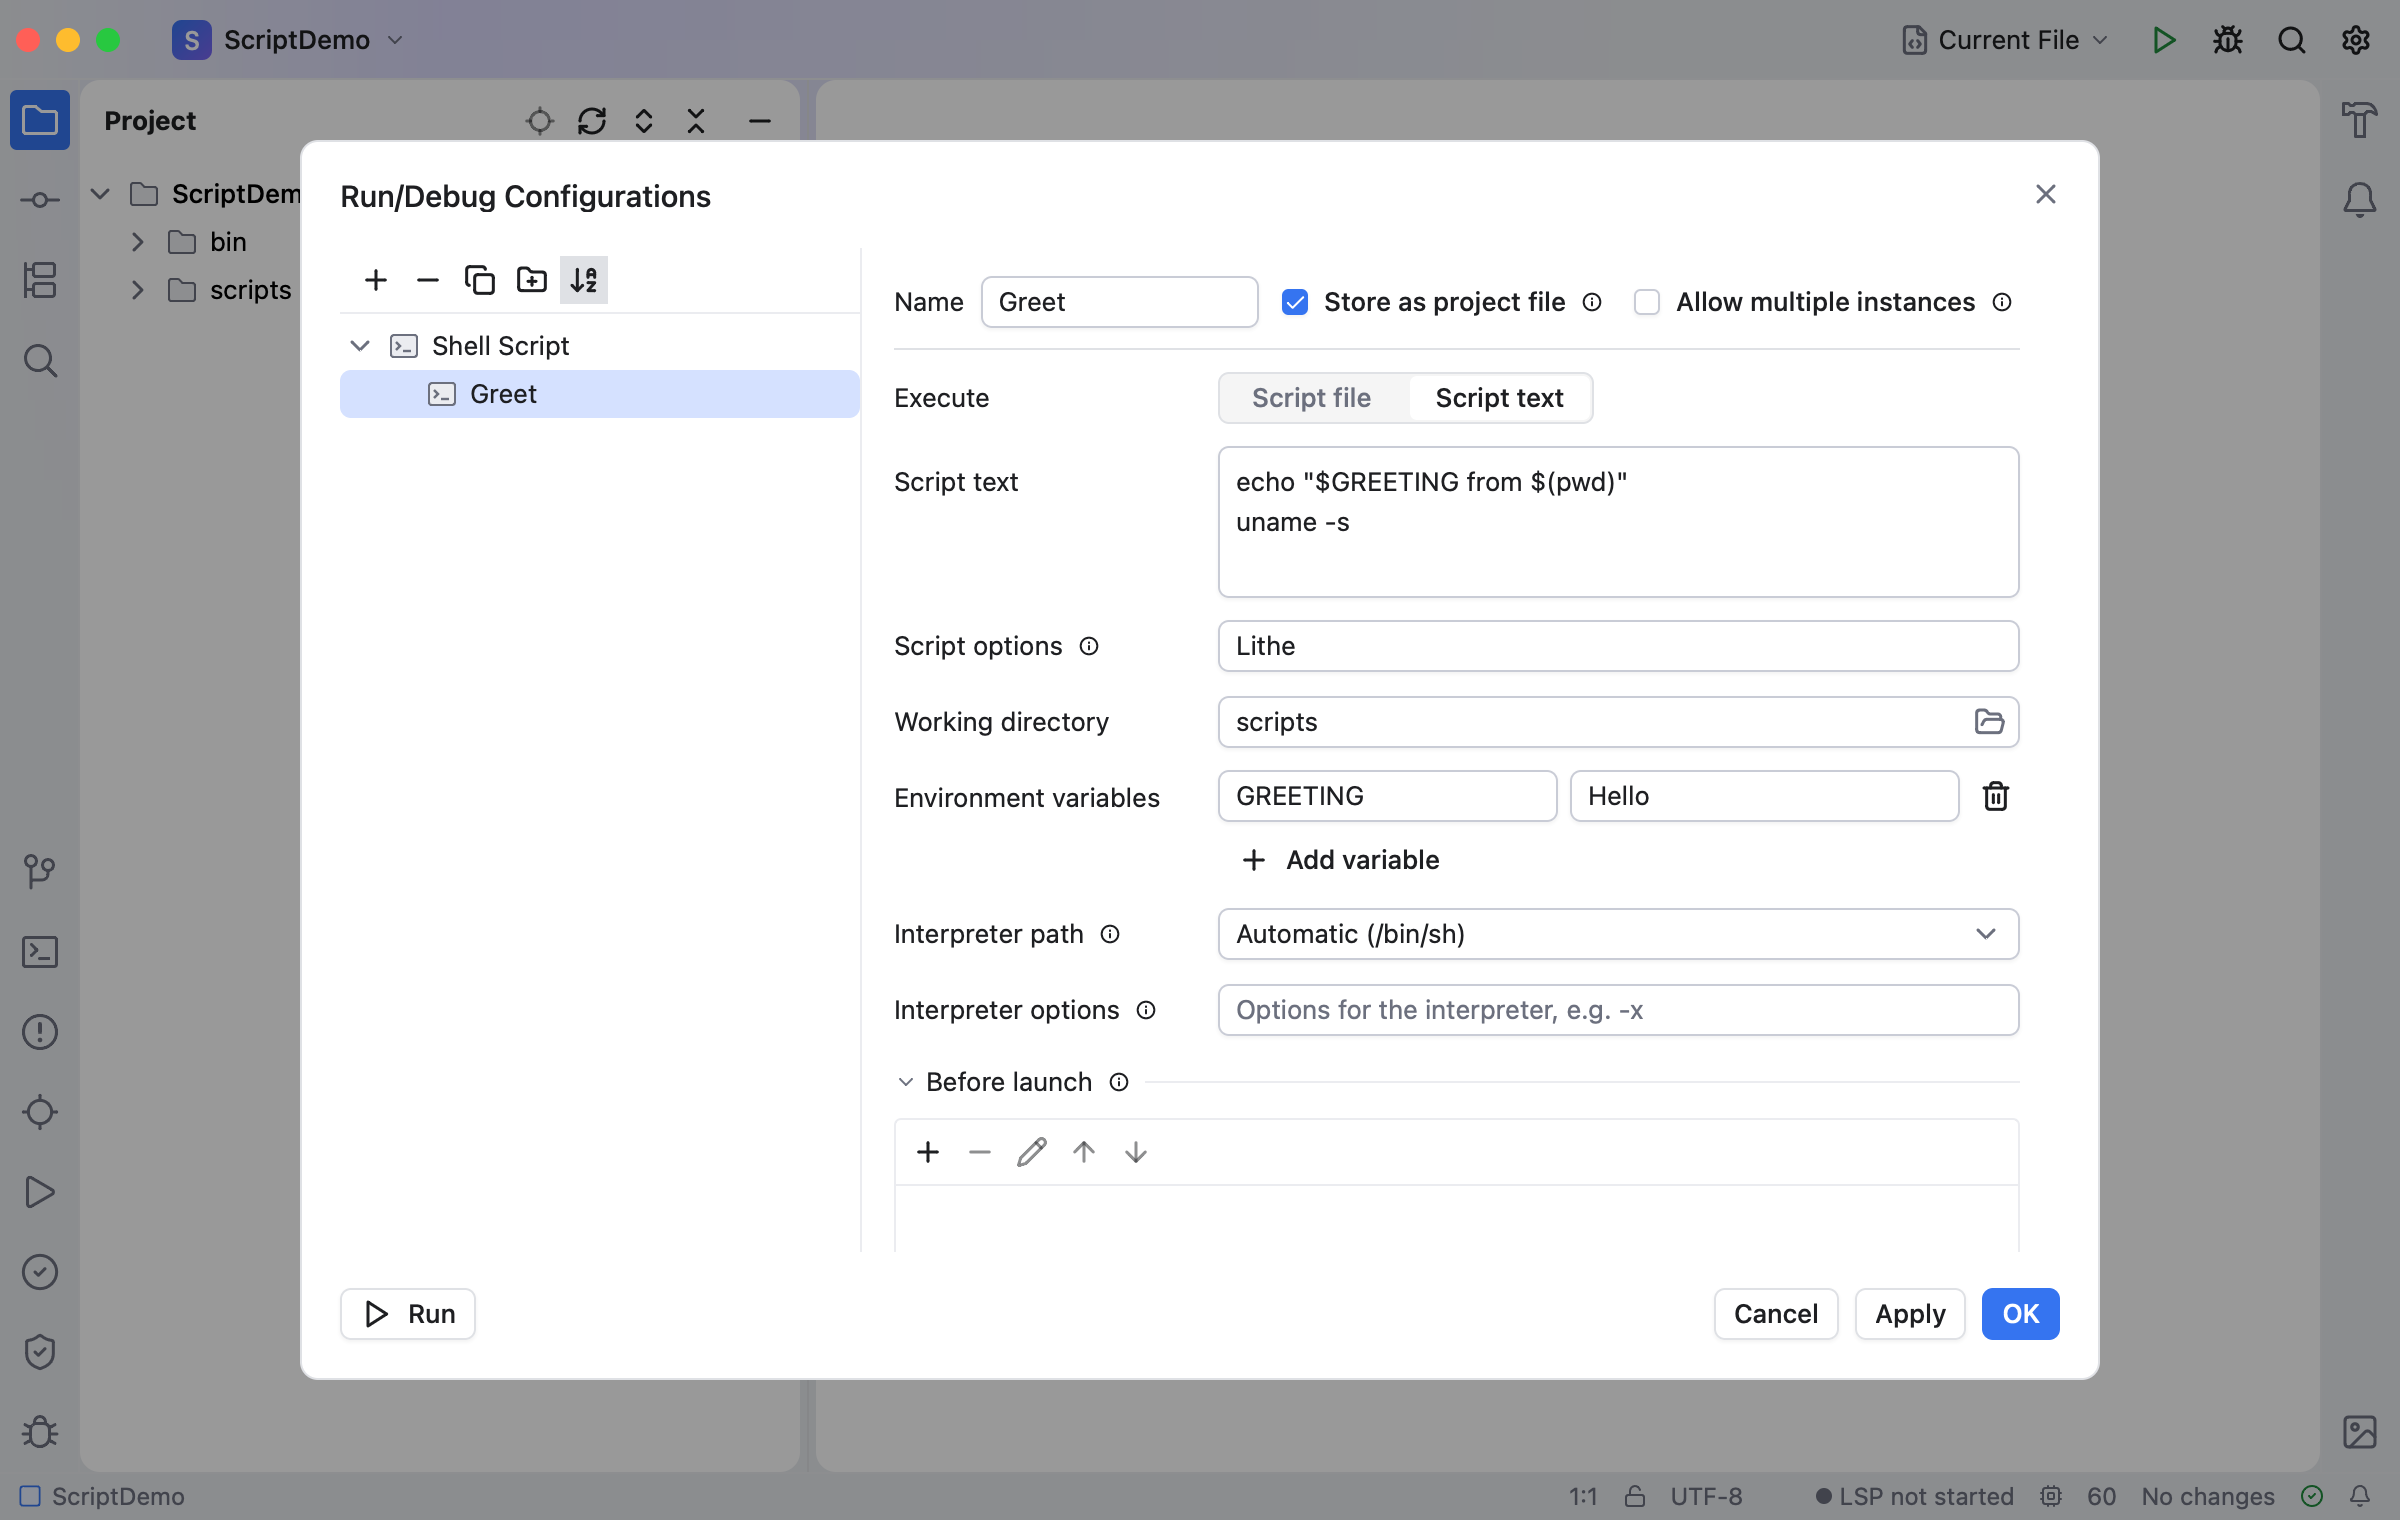 S ScriptDemo
Current File
Project
ScriptDem
bin
scripts
Run/Debug Configurations
Shell Script
Greet
Name Greet Store as project file Allow multiple instances
Execute Script file Script text
Script text echo "$GREETING from $(pwd)"
uname -s
Script options Lithe
Working directory scripts
Environment variables GREETING Hello
Add variable
Interpreter path Automatic (/bin/sh)
Interpreter options Options for the interpreter, e.g. -x
Before launch
Run Cancel Apply OK
ScriptDemo 1:1 UTF-8 LSP not started 60 No changes